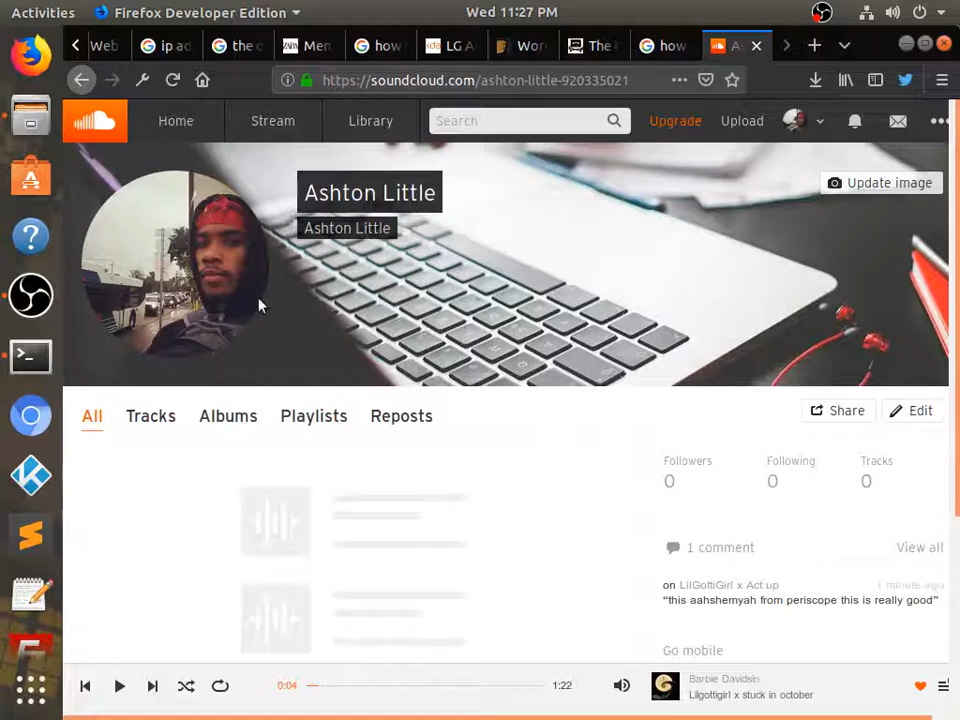 Activities Firefox Developer Edition Wed 11:27 PM
Web ip ad the c Men how LG A Wor The how A
https://soundcloud.com/ashton-little-920335021
Home Stream Library Search Upgrade Upload
Ashton Little
Update image
Ashton Little
All Tracks Albums Playlists Reposts Share Edit
Followers Following Tracks
0 0 0
1 comment View all
on LilGottiGirl x Act up 1 minute ago
“this aahshemyah from periscope this is really good”
Go mobile
0:04 1:22 Barbie Davidsin
Lilgottigirl x stuck in october